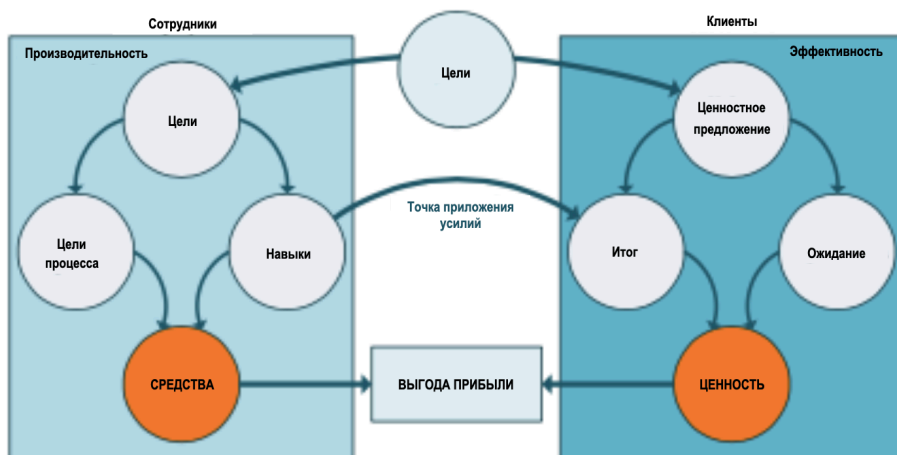 Сотрудники
Клиенты
Производительность
Эффективность
Цели
Цели
Ценностное
предложение
Точка приложения
усилий
Цели
процесса
Навыки
Итог
Ожидание
СРЕДСТВА
ВЫГОДА ПРИБЫЛИ
ЦЕННОСТЬ